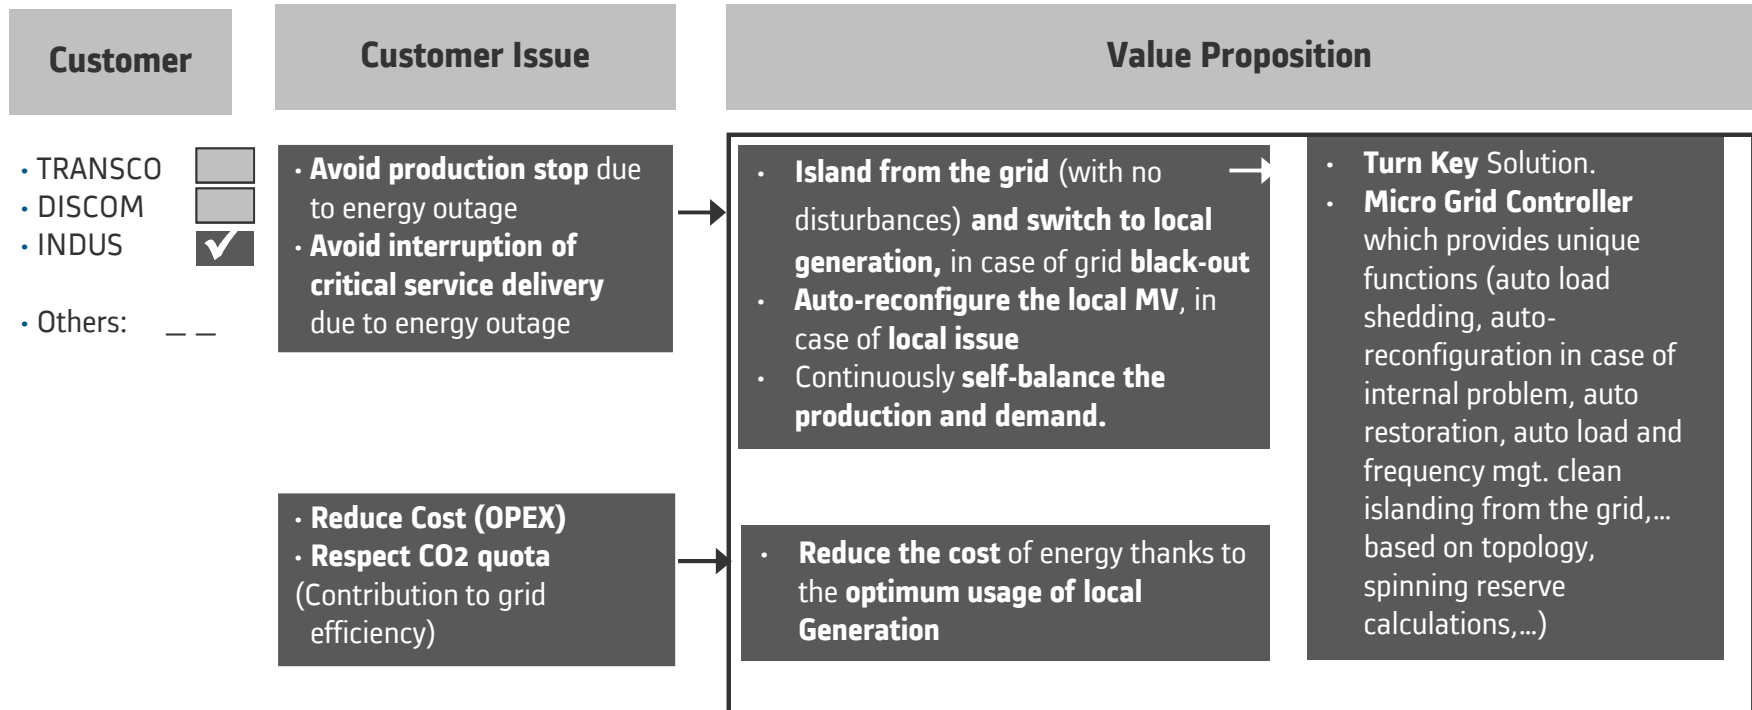 Customer
Customer Issue
Value Proposition
· TRANSCO
· DISCOM
· INDUS
· Others: _ _
· Avoid production stop due
to energy outage
· Avoid interruption of
critical service delivery
due to energy outage
· Reduce Cost (OPEX)
· Respect CO2 quota
(Contribution to grid
efficiency)
· Island from the grid (with no
disturbances) and switch to local
generation, in case of grid black-out
· Auto-reconfigure the local MV, in
case of local issue
· Continuously self-balance the
production and demand.
· Reduce the cost of energy thanks to
the optimum usage of local
Generation
· Turn Key Solution.
· Micro Grid Controller
which provides unique
functions (auto load
shedding, auto-
reconfiguration in case of
internal problem, auto
restoration, auto load and
frequency mgt. clean
islanding from the grid,...
based on topology,
spinning reserve
calculations,...)